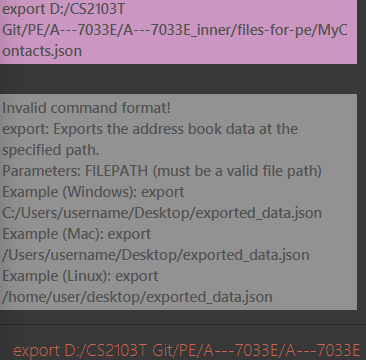 export D:/CS2103T
Git/PE/A---7033E/A---7033E_inner/files-for-pe/MyC
ontacts.json
Invalid command format!
export: Exports the address book data at the
specified path.
Parameters: FILEPATH (must be a valid file path)
Example (Windows): export
C:/Users/username/Desktop/exported_data.json
Example (Mac): export
/Users/username/Desktop/exported_data.json
Example (Linux): export
/home/user/desktop/exported_data.json
export D:/CS2103T Git/PE/A---7033E/A---7033E